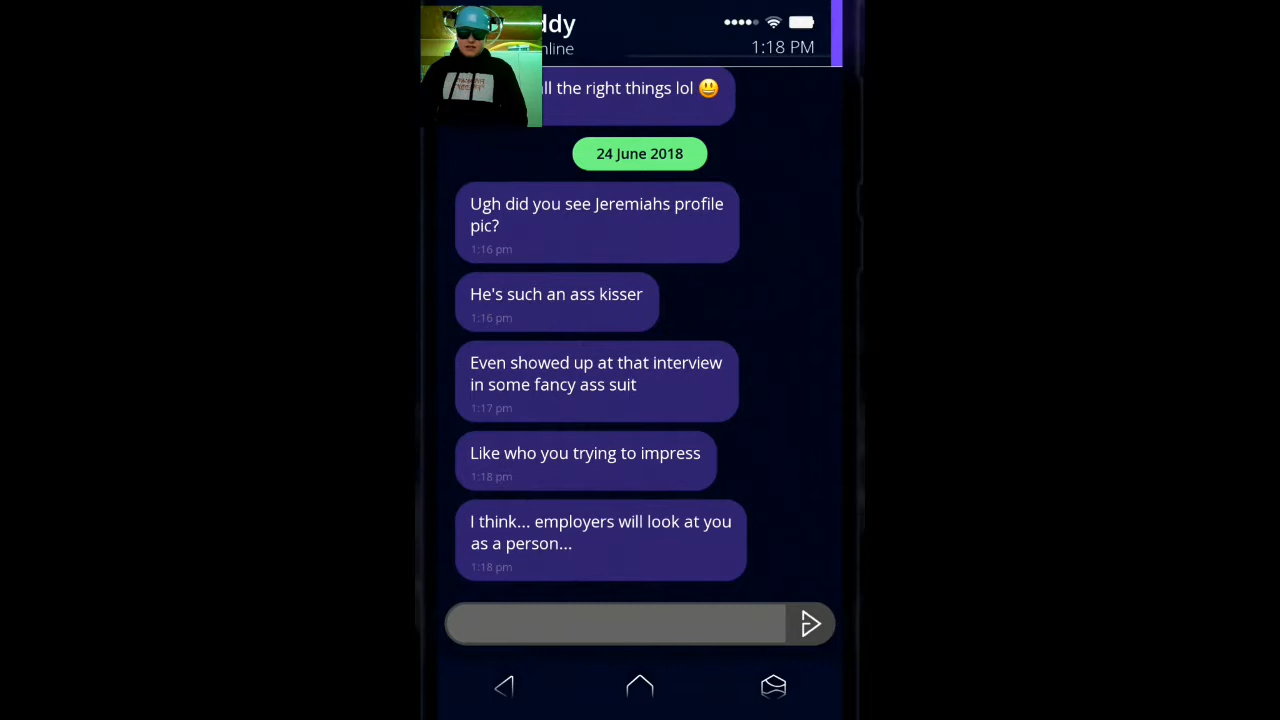 ddy
nline
1:18 PM
ll the right things lol 😃
24 June 2018
Ugh did you see Jeremiahs profile
pic?
1:16 pm
He's such an ass kisser
1:16 pm
Even showed up at that interview
in some fancy ass suit
1:17 pm
Like who you trying to impress
1:18 pm
I think... employers will look at you
as a person...
1:18 pm